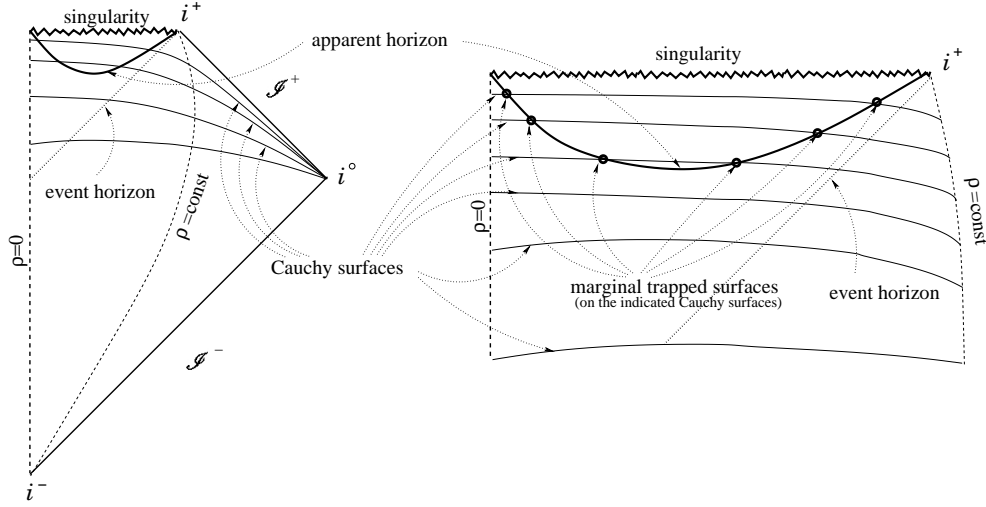 singularity
i⁺
apparent horizon
ℐ⁺
event horizon
i°
ρ=0
ρ=const
Cauchy surfaces
ℐ⁻
i⁻
singularity
i⁺
ρ=0
ρ=const
marginal trapped surfaces
(on the indicated Cauchy surfaces)
event horizon